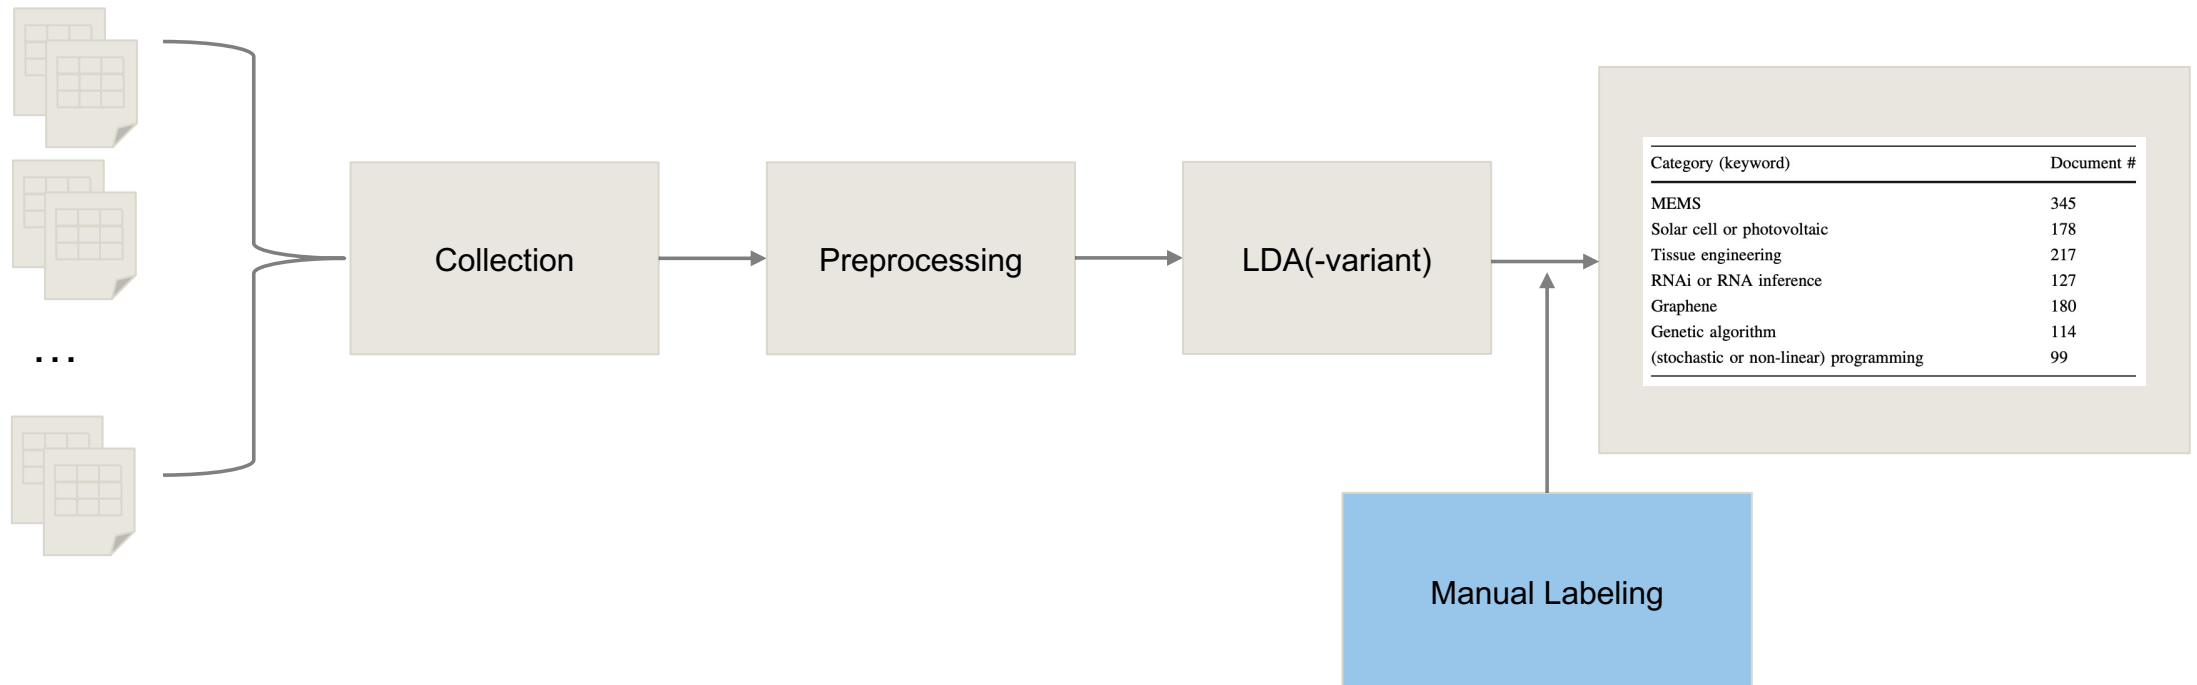 ...
Collection
Preprocessing
LDA(-variant)
Category (keyword) Document #
MEMS 345
Solar cell or photovoltaic 178
Tissue engineering 217
RNAi or RNA inference 127
Graphene 180
Genetic algorithm 114
(stochastic or non-linear) programming 99
Manual Labeling